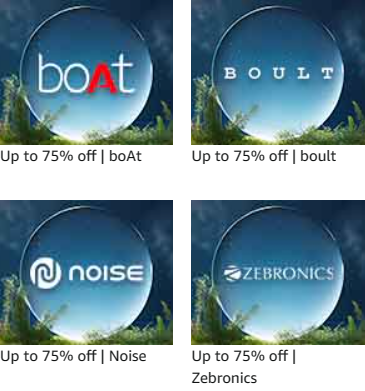 boAt
BOULT
Up to 75% off | boAt
Up to 75% off | boult
NOISE
ZEBRONICS
Up to 75% off | Noise
Up to 75% off |
Zebronics